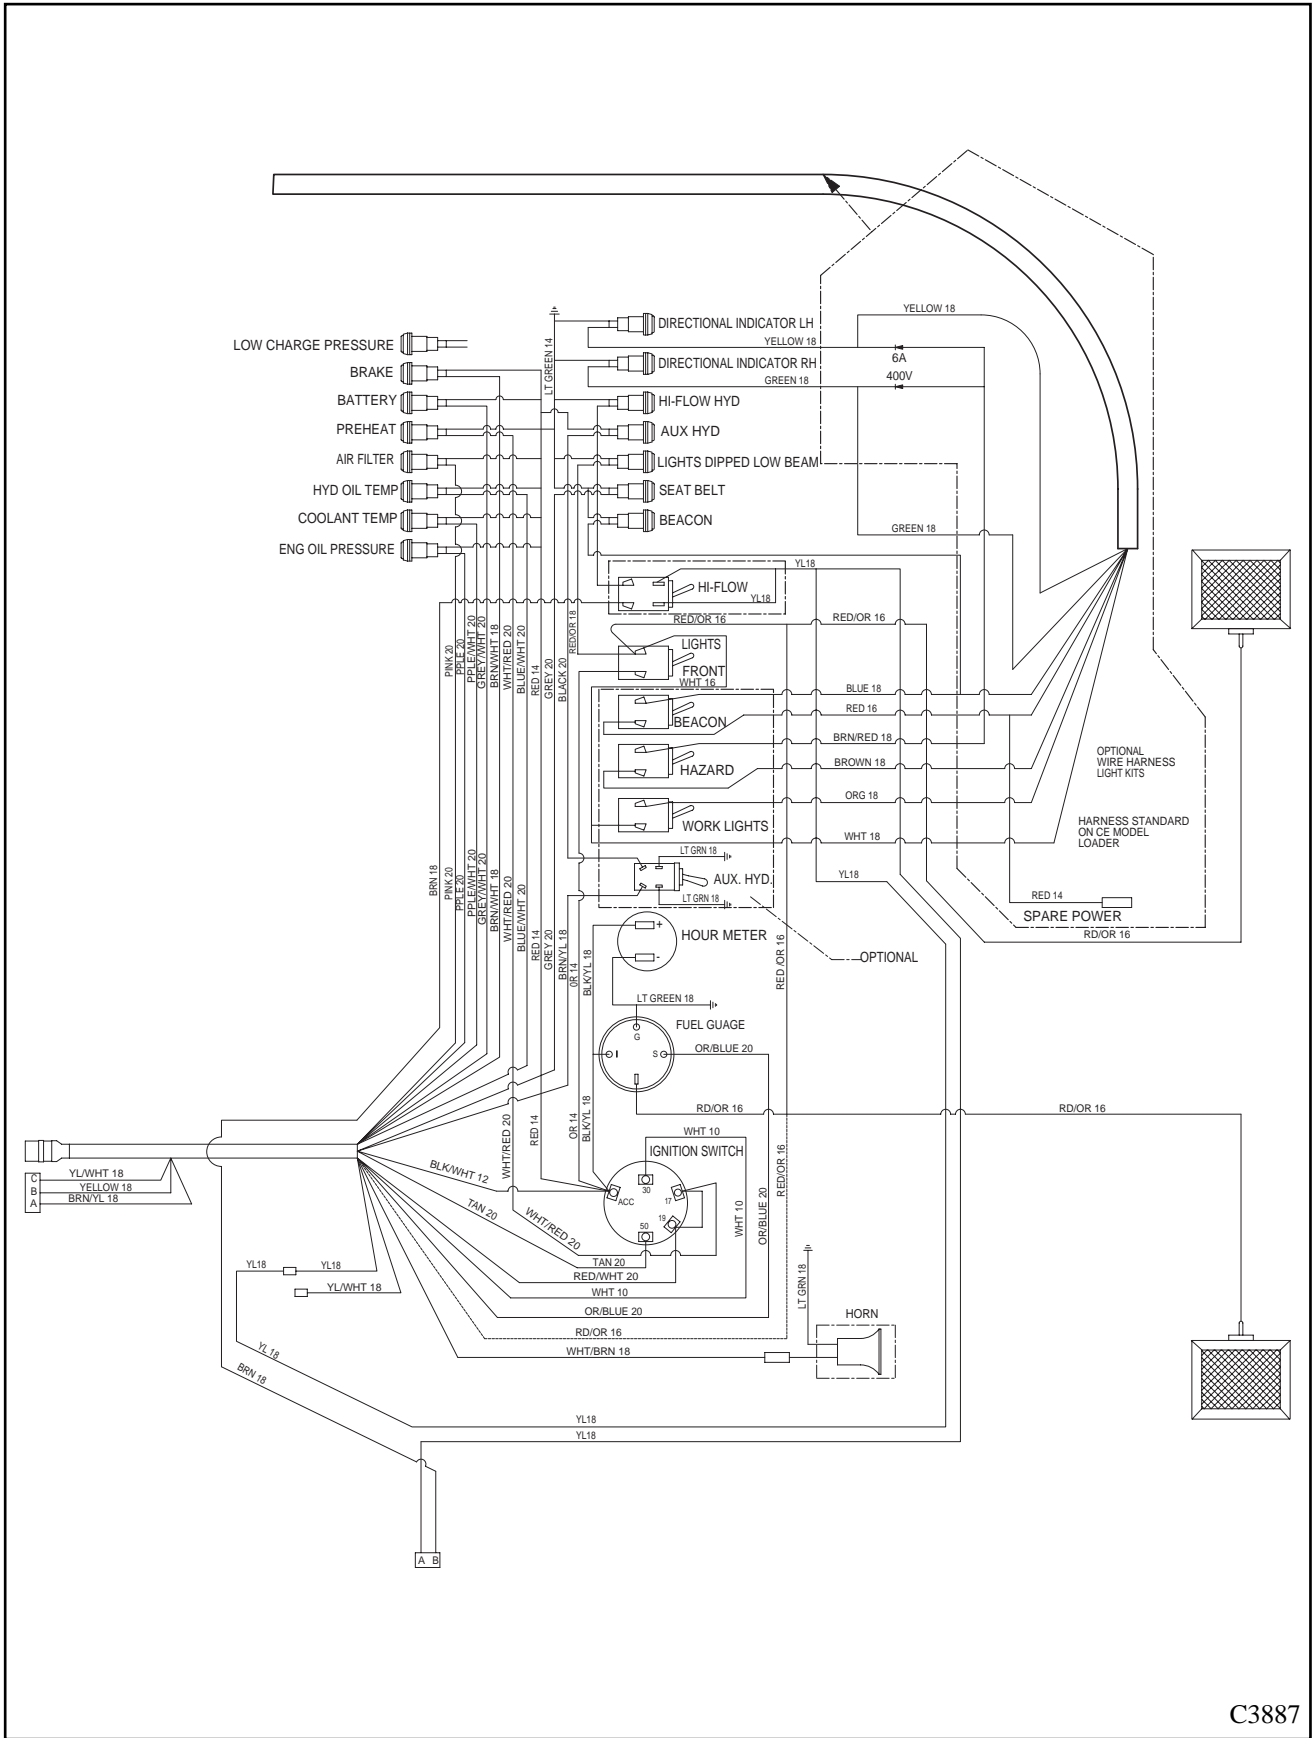 YELLOW 18
DIRECTIONAL INDICATOR LH
LOW CHARGE PRESSURE
YELLOW 18
6A
LT GREEN 14
DIRECTIONAL INDICATOR RH
BRAKE
GREEN 18
400V
BATTERY
HI-FLOW HYD
PREHEAT
AUX HYD
AIR FILTER
LIGHTS DIPPED LOW BEAM
HYD OIL TEMP
SEAT BELT
COOLANT TEMP
BEACON
GREEN 18
ENG OIL PRESSURE
YL18
HI-FLOW
YL18
RED/OR 16
RED/OR 16
LIGHTS
FRONT
WHT 16
PINK 20
PPLE 20
PPLE/WHT 20
GREY/WHT 20
BRN/WHT 18
WHT/RED 20
BLUE/WHT 20
RED 14
GREY 20
BLACK 20
RED/OR 18
BLUE 18
BEACON
RED 16
BRN/RED 18
HAZARD
BROWN 18
OPTIONAL
WIRE HARNESS
LIGHT KITS
ORG 18
WORK LIGHTS
WHT 18
HARNESS STANDARD
ON CE MODEL
LOADER
LT GRN 18
AUX. HYD.
YL18
LT GRN 18
RED 14
SPARE POWER
RD/OR 16
BRN 18
PINK 20
PPLE 20
PPLE/WHT 20
GREY/WHT 20
BRN/WHT 18
WHT/RED 20
BLUE/WHT 20
RED 14
GREY 20
BRN/YL 18
OR 14
BLK/YL 18
+
-
HOUR METER
RED /OR 16
OPTIONAL
LT GREEN 18
FUEL GUAGE
G
I
S
OR/BLUE 20
RD/OR 16
RD/OR 16
WHT/RED 20
RED 14
OR 14
BLK/YL 18
WHT 10
IGNITION SWITCH
RED/OR 16
C
YL/WHT 18
B
YELLOW 18
A
BRN/YL 18
BLK/WHT 12
ACC
30
17
19
50
TAN 20
WHT/RED 20
WHT 10
OR/BLUE 20
TAN 20
YL18
YL18
RED/WHT 20
YL/WHT 18
WHT 10
LT GRN 18
OR/BLUE 20
HORN
RD/OR 16
WHT/BRN 18
YL 18
BRN 18
YL18
YL18
A B
C3887